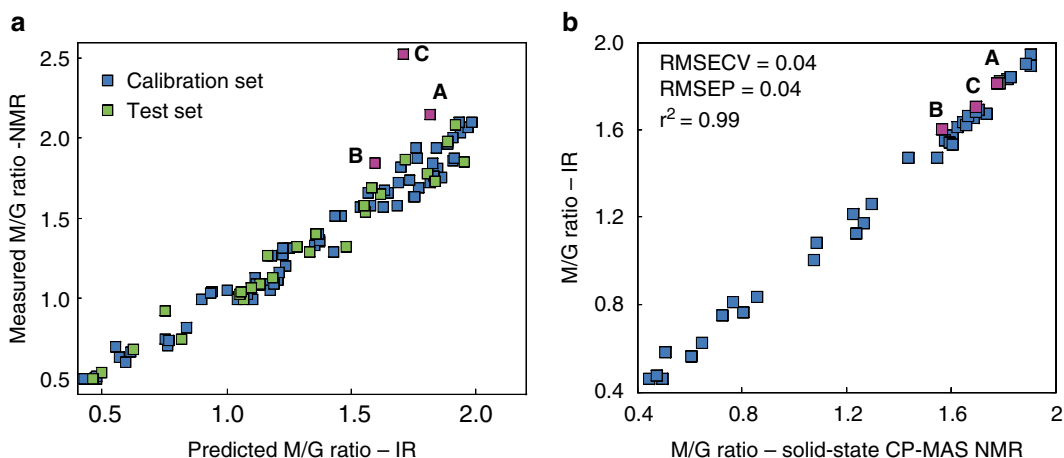 a
Measured M/G ratio -NMR
2.5
2.0
1.5
1.0
0.5
Calibration set
Test set
C
A
B
0.5
1.0
1.5
2.0
Predicted M/G ratio – IR
b
M/G ratio – IR
2.0
1.6
1.2
0.8
0.4
RMSECV = 0.04
RMSEP = 0.04
r² = 0.99
A
C
B
0.4
0.8
1.2
1.6
2
M/G ratio – solid-state CP-MAS NMR